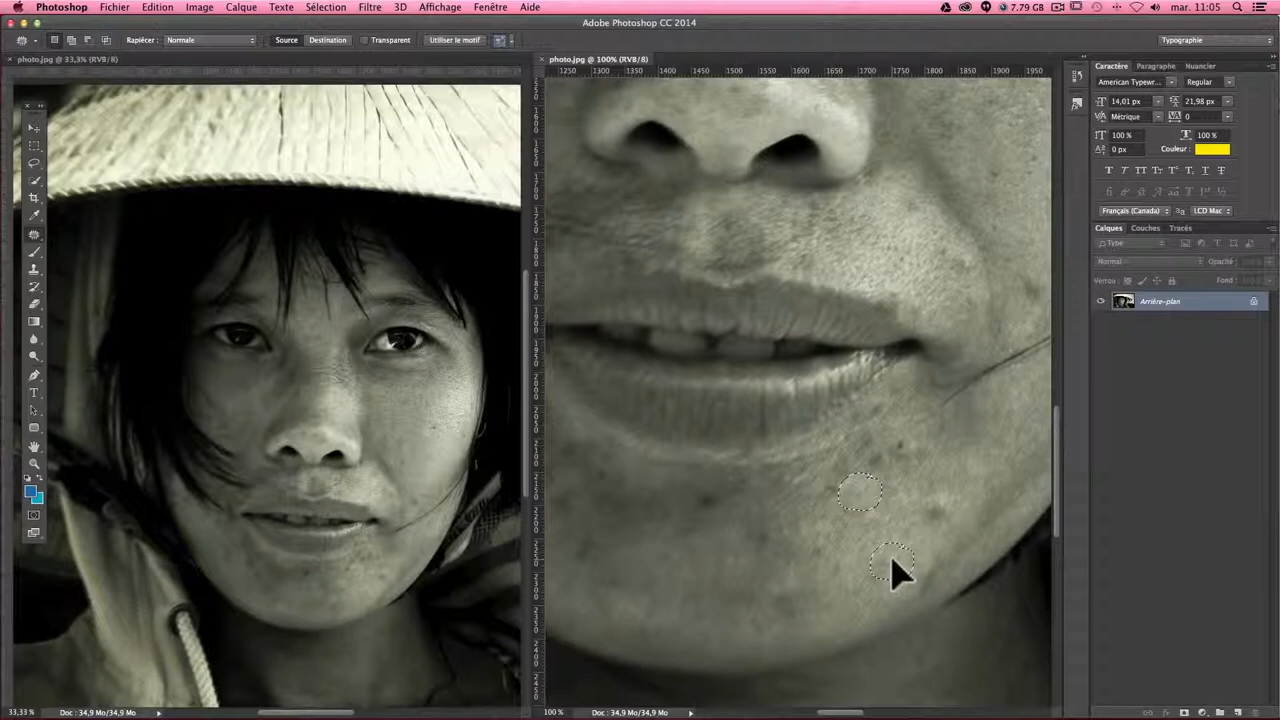 Photoshop Fichier Edition Image Calque Texte Sélection Filtre 3D Affichage Fenêtre Aide 7.79 GB mar. 11:05
Adobe Photoshop CC 2014
Rapiécer : Normale Source Destination Transparent Utiliser le motif Typographie
photo.jpg @ 33,3% (RVB/8)
photo.jpg @ 100% (RVB/8)
1250 1300 1350 1400 1450 1500 1550 1600 1650 1700 1750 1800 1850 1900 1950
Caractère Paragraphe Nuancier
American Typewr... Regular
14,01 px 21,98 px
Métrique 0
100 % 100 %
0 px Couleur :
Français (Canada) LCD Mac
Calques Couches Tracés
Type
Normal Opacité
Verrou : Fond :
Arrière-plan
33,33 % Doc : 34,9 Mo/34,9 Mo
100 % Doc : 34,9 Mo/34,9 Mo